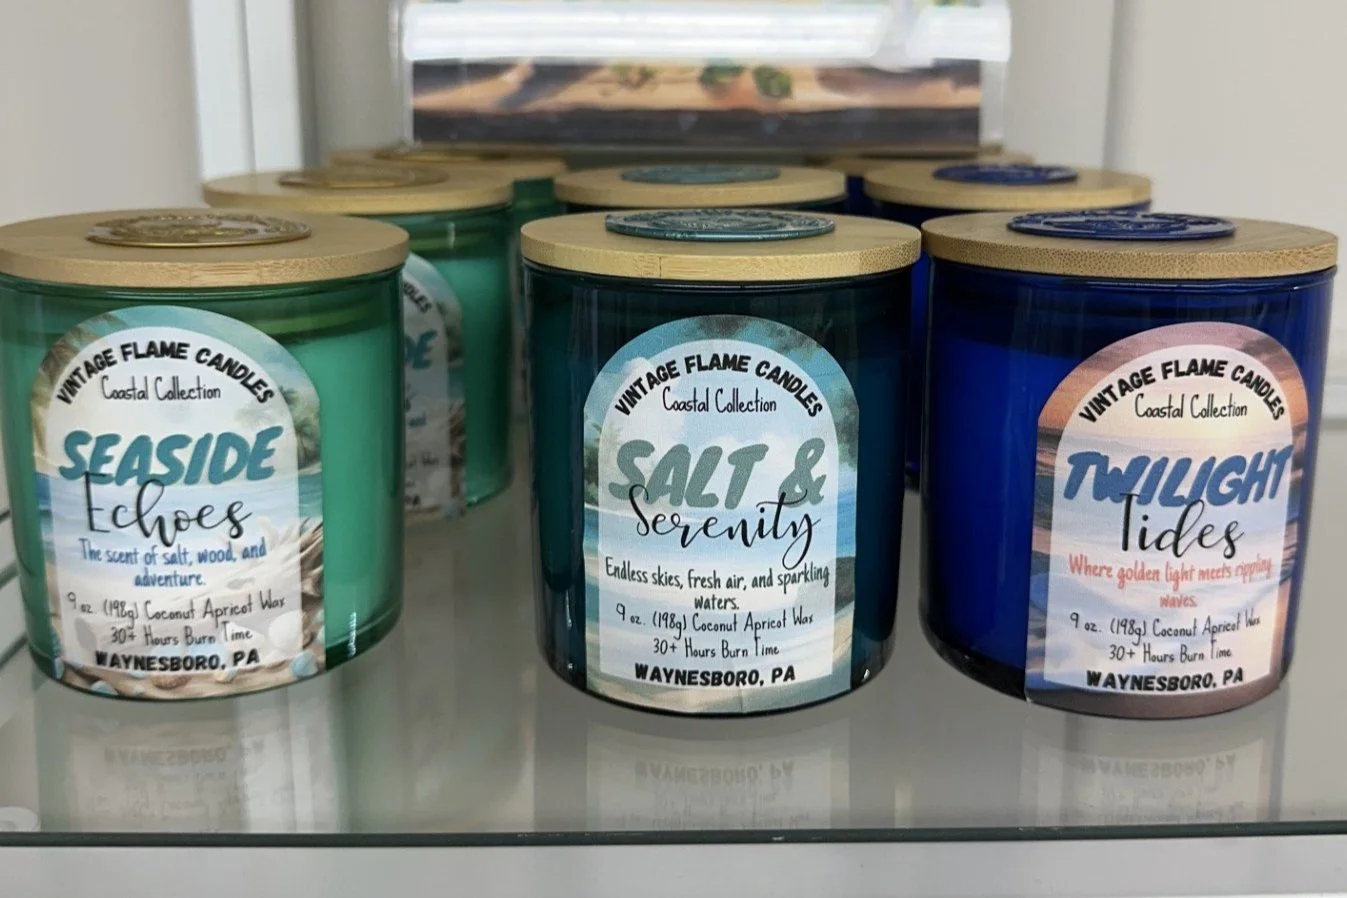 VINTAGE FLAME CANDLES
Coastal Collection
SEASIDE
Echoes
The scent of salt, wood, and
adventure.
9 oz. (198g) Coconut Apricot Wax
30+ Hours Burn Time
WAYNESBORO, PA
VINTAGE FLAME CANDLES
Coastal Collection
SALT &
Serenity
Endless skies, fresh air, and sparkling
waters.
9 oz. (198g) Coconut Apricot Wax
30+ Hours Burn Time
WAYNESBORO, PA
VINTAGE FLAME CANDLES
Coastal Collection
TWILIGHT
Tides
Where golden light meets rippling
waves.
9 oz. (198g) Coconut Apricot Wax
30+ Hours Burn Time
WAYNESBORO, PA